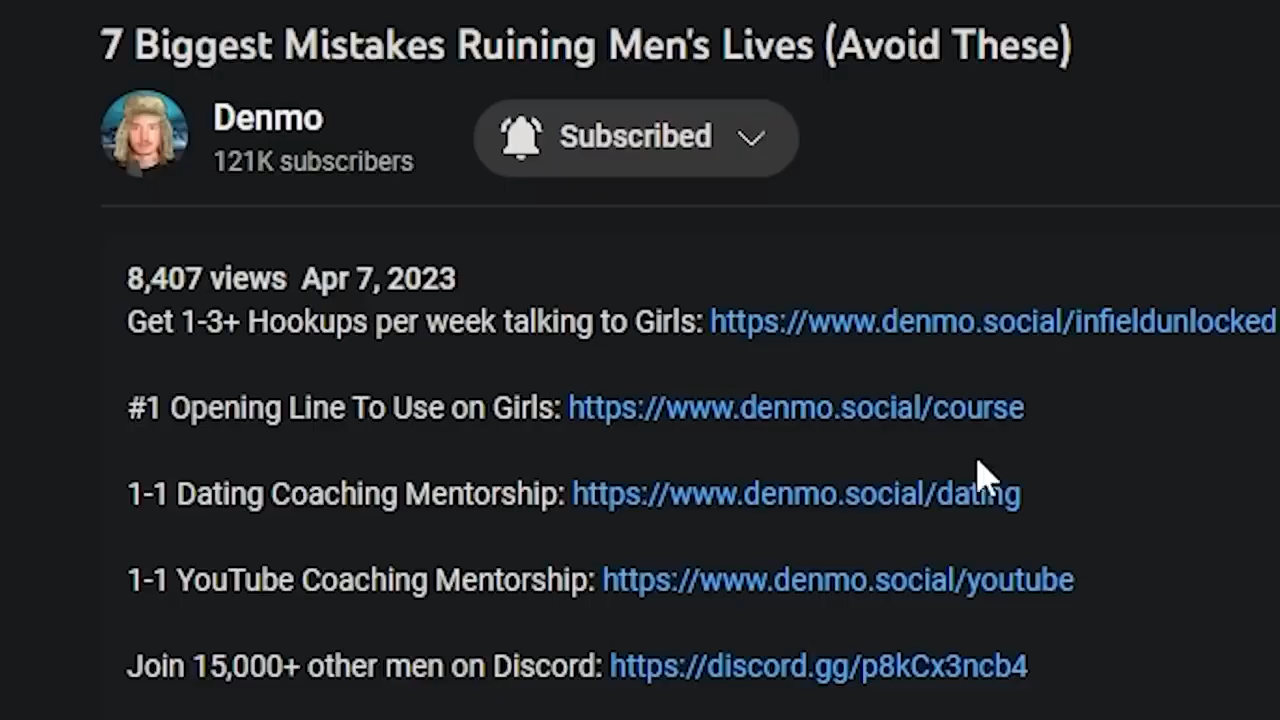 7 Biggest Mistakes Ruining Men's Lives (Avoid These)
Denmo
121K subscribers
Subscribed
8,407 views Apr 7, 2023
Get 1-3+ Hookups per week talking to Girls: https://www.denmo.social/infieldunlocked
#1 Opening Line To Use on Girls: https://www.denmo.social/course
1-1 Dating Coaching Mentorship: https://www.denmo.social/dating
1-1 YouTube Coaching Mentorship: https://www.denmo.social/youtube
Join 15,000+ other men on Discord: https://discord.gg/p8kCx3ncb4